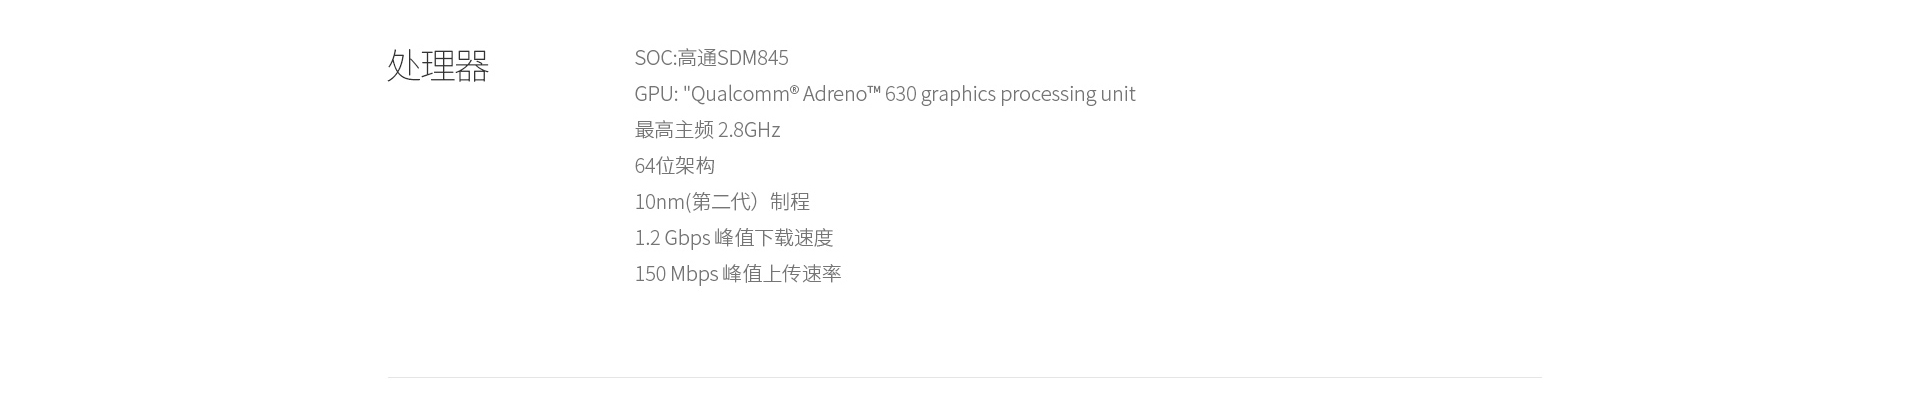 处理器
SOC:高通SDM845
GPU: "Qualcomm® Adreno™ 630 graphics processing unit
最高主频 2.8GHz
64位架构
10nm(第二代）制程
1.2 Gbps 峰值下载速度
150 Mbps 峰值上传速率